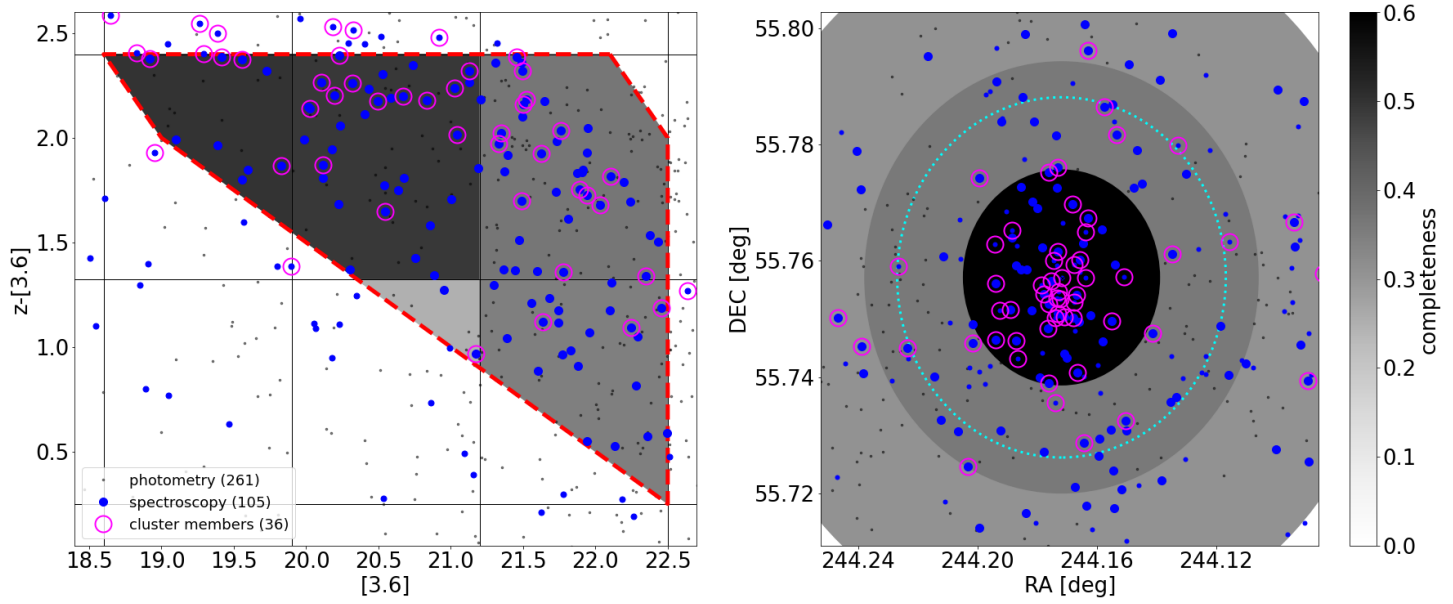 2.5
2.0
1.5
1.0
0.5
z-[3.6]
photometry (261)
spectroscopy (105)
cluster members (36)
18.5 19.0 19.5 20.0 20.5 21.0 21.5 22.0 22.5
[3.6]
55.80
55.78
55.76
55.74
55.72
DEC [deg]
244.24 244.20 244.16 244.12
RA [deg]
0.6
0.5
0.4
0.3
0.2
0.1
0.0
completeness